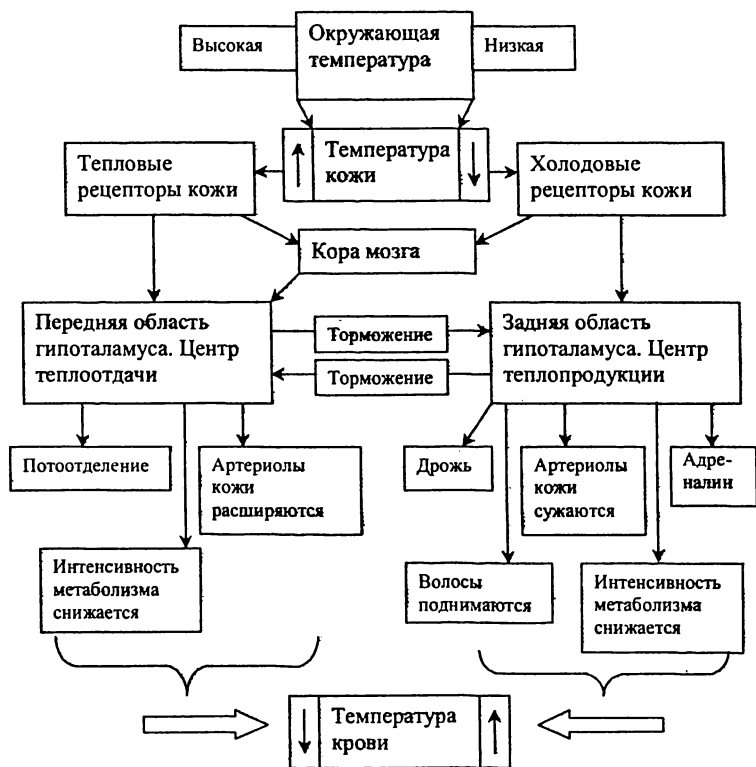 Высокая
Окружающая
температура
Низкая
Тепловые
рецепторы кожи
Температура
кожи
Холодовые
рецепторы кожи
Кора мозга
Передняя область
гипоталамуса. Центр
теплоотдачи
Торможение
Торможение
Задняя область
гипоталамуса. Центр
теплопродукции
Потоотделение
Артериолы
кожи
расширяются
Дрожь
Артериолы
кожи
сужаются
Адре-
налин
Интенсивность
метаболизма
снижается
Волосы
поднимаются
Интенсивность
метаболизма
снижается
Температура
крови